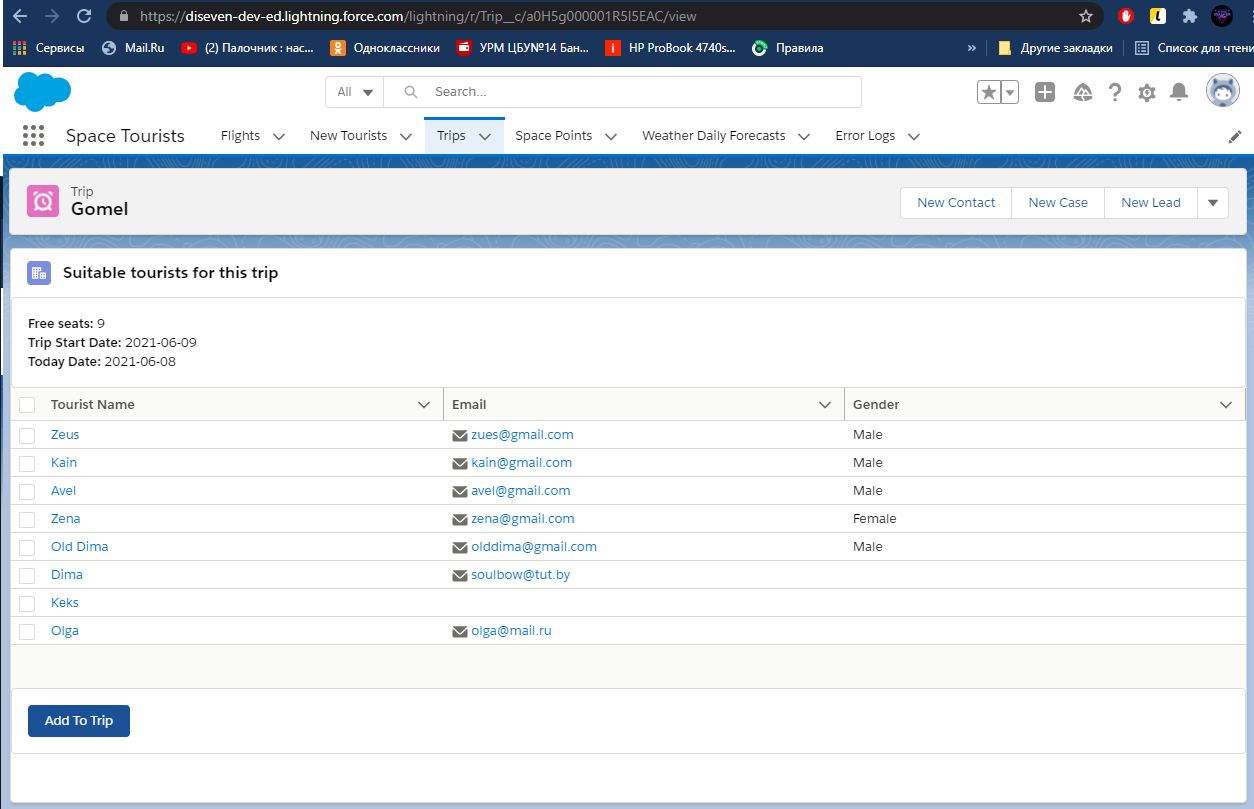 https://diseven-dev-ed.lightning.force.com/lightning/r/Trip__c/a0H5g000001R5I5EAC/view
Сервисы Mail.Ru (2) Палочник : нас... Одноклассники УРМ ЦБУ№14 Бан... HP ProBook 4740s... Правила » Другие закладки Список для чтени
All Search...
Space Tourists Flights New Tourists Trips Space Points Weather Daily Forecasts Error Logs
Trip
Gomel
New Contact New Case New Lead
Suitable tourists for this trip
Free seats: 9
Trip Start Date: 2021-06-09
Today Date: 2021-06-08
Tourist Name Email Gender
Zeus zues@gmail.com Male
Kain kain@gmail.com Male
Avel avel@gmail.com Male
Zena zena@gmail.com Female
Old Dima olddima@gmail.com Male
Dima soulbow@tut.by
Keks
Olga olga@mail.ru
Add To Trip